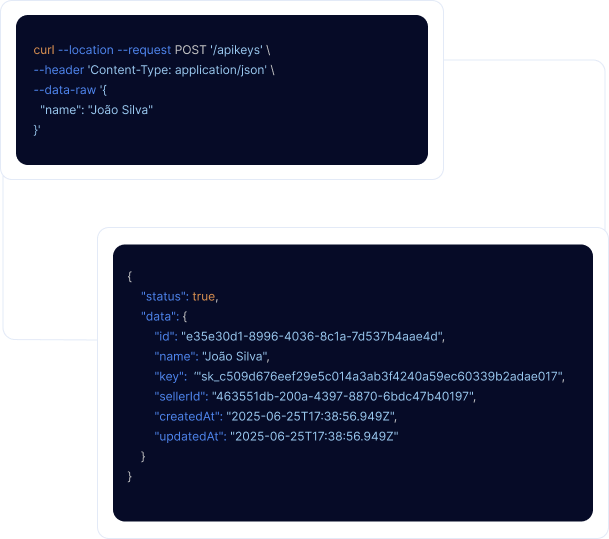 curl --location --request POST '/apikeys' \
--header 'Content-Type: application/json' \
--data-raw '{
"name": "João Silva"
}'
{
"status": true,
"data": {
"id": "e35e30d1-8996-4036-8c1a-7d537b4aae4d",
"name": "João Silva",
"key": '"sk_c509d676eef29e5c014a3ab3f4240a59ec60339b2adae017",
"sellerId": "463551db-200a-4397-8870-6bdc47b40197",
"createdAt": "2025-06-25T17:38:56.949Z",
"updatedAt": "2025-06-25T17:38:56.949Z"
}
}